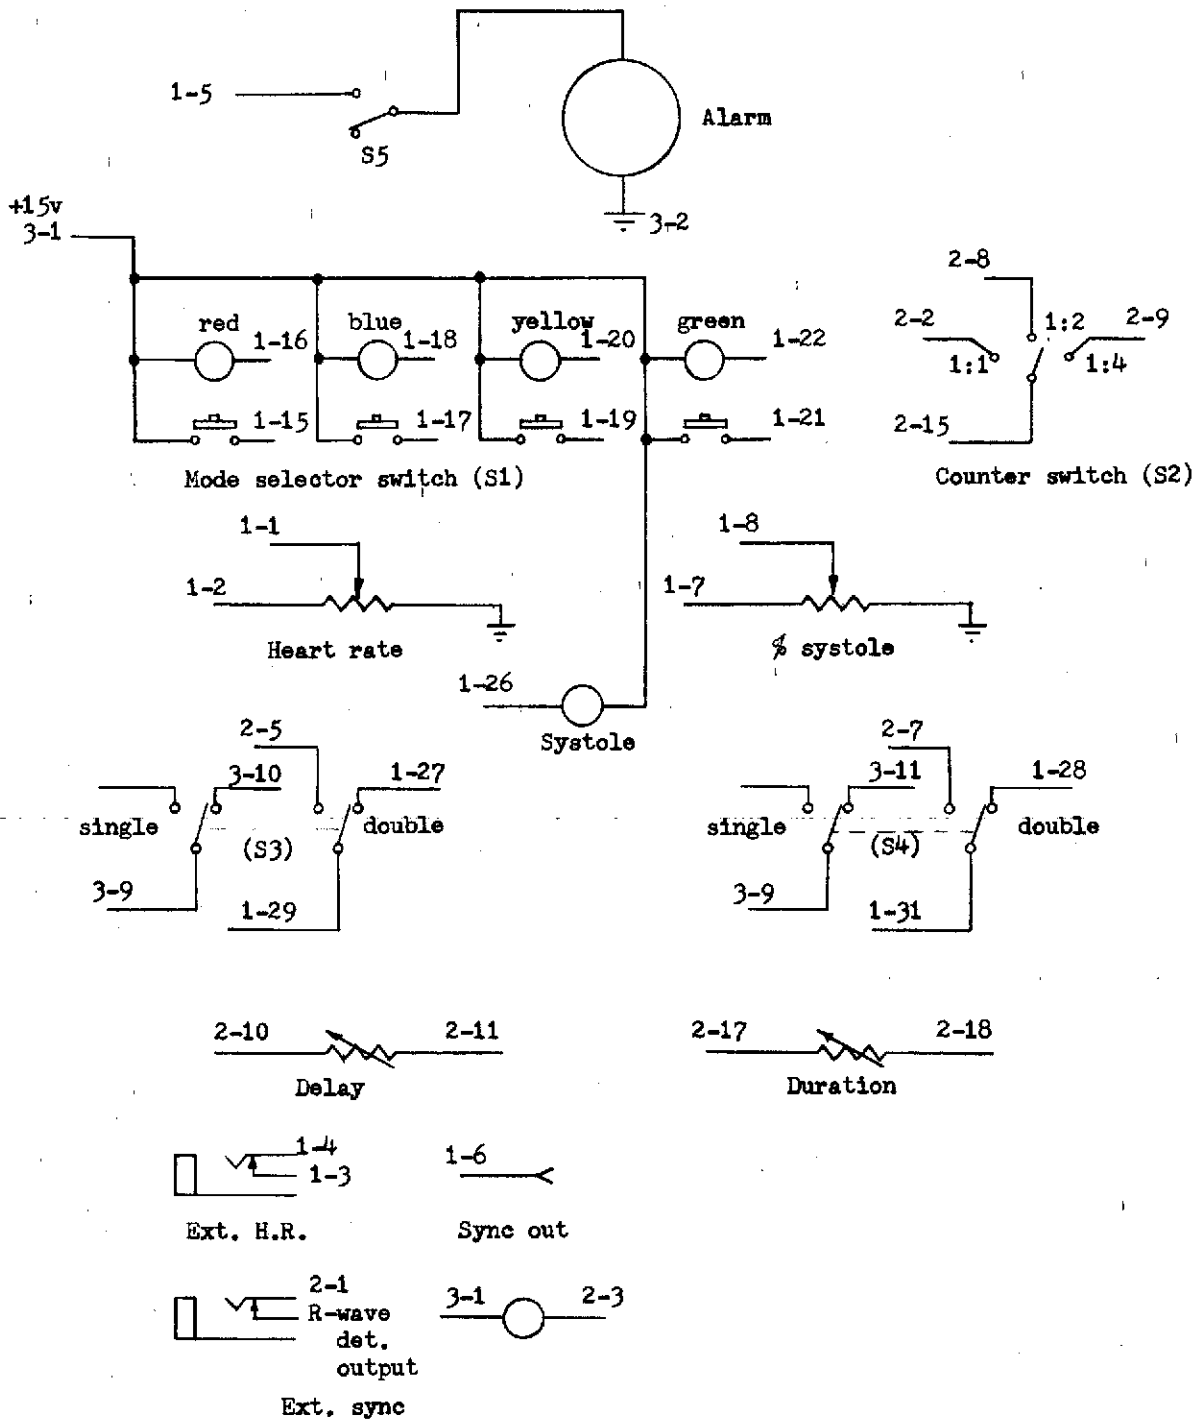 1-5
S5
Alarm
3-2
+15v
3-1
red
1-16
blue
1-18
yellow
1-20
green
1-22
1-15
1-17
1-19
1-21
Mode selector switch (S1)
2-8
2-2
1:2
2-9
1:1
1:4
2-15
Counter switch (S2)
1-1
1-2
Heart rate
1-8
1-7
% systole
1-26
Systole
2-5
3-10
1-27
single
(S3)
double
3-9
1-29
2-7
3-11
1-28
single
(S4)
double
3-9
1-31
2-10
2-11
Delay
2-17
2-18
Duration
1-4
1-3
Ext. H.R.
1-6
Sync out
2-1
R-wave
det.
output
Ext. sync
3-1
2-3